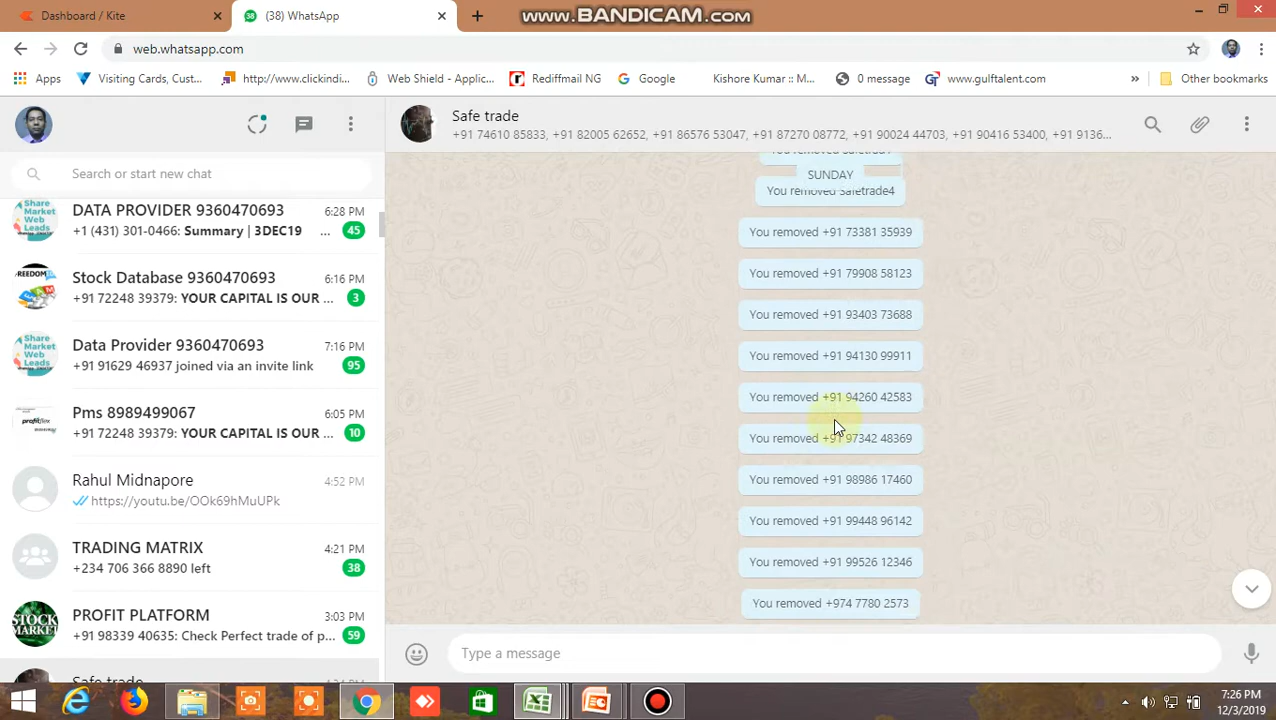 Dashboard / Kite
(38) WhatsApp
www.BANDICAM.com
web.whatsapp.com
Apps
Visiting Cards, Cust...
http://www.clickindi...
Web Shield - Applic...
Rediffmail NG
Google
Kishore Kumar :: M...
0 message
www.gulftalent.com
»
Other bookmarks
Safe trade
+91 74610 85833, +91 82005 62652, +91 86576 53047, +91 87270 08772, +91 90024 44703, +91 90416 53400, +91 9136...
Search or start new chat
DATA PROVIDER 9360470693
6:28 PM
+1 (431) 301-0466: Summary | 3DEC19 ...
45
Stock Database 9360470693
6:16 PM
+91 72248 39379: YOUR CAPITAL IS OUR ...
3
Data Provider 9360470693
7:16 PM
+91 91629 46937 joined via an invite link
95
Pms 8989499067
6:05 PM
+91 72248 39379: YOUR CAPITAL IS OUR ...
10
Rahul Midnapore
4:52 PM
https://youtu.be/OOk69hMuUPk
TRADING MATRIX
4:21 PM
+234 706 366 8890 left
38
PROFIT PLATFORM
3:03 PM
+91 98339 40635: Check Perfect trade of p...
59
Safe trade
SUNDAY
You removed Safetrade4
You removed +91 73381 35939
You removed +91 79908 58123
You removed +91 93403 73688
You removed +91 94130 99911
You removed +91 94260 42583
You removed +91 97342 48369
You removed +91 98986 17460
You removed +91 99448 96142
You removed +91 99526 12346
You removed +974 7780 2573
Type a message
7:26 PM
12/3/2019